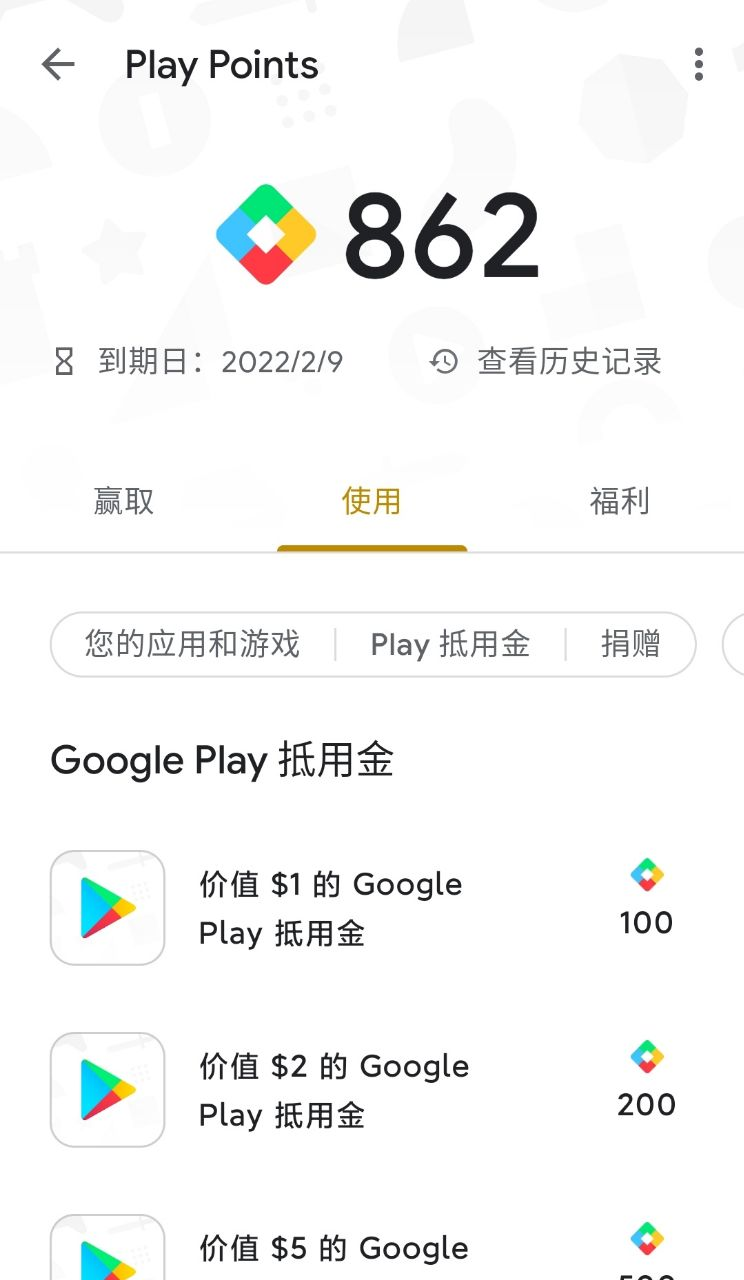 Play Points
862
到期日：2022/2/9
查看历史记录
赢取
使用
福利
您的应用和游戏
Play 抵用金
捐赠
Google Play 抵用金
价值 $1 的 Google
Play 抵用金
100
价值 $2 的 Google
Play 抵用金
200
价值 $5 的 Google